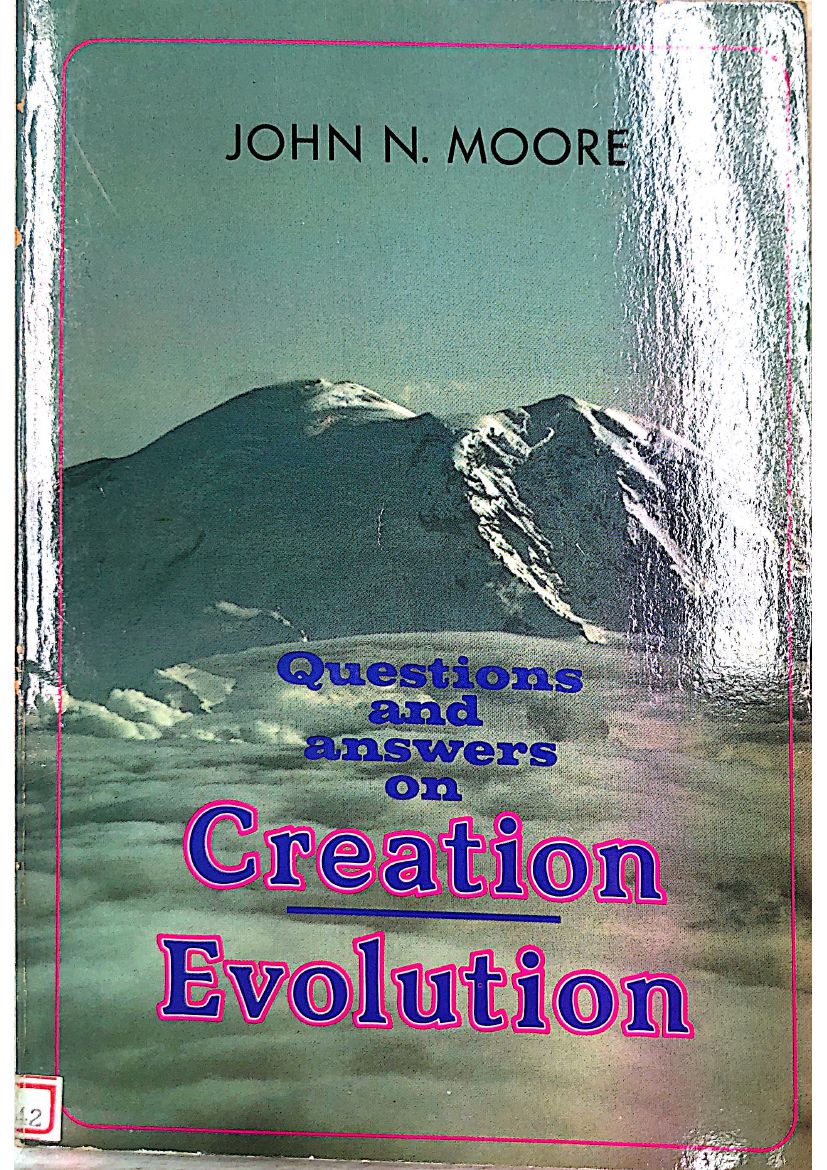 JOHN N. MOORE
Questions
and
answers
on
Creation
Evolution
42